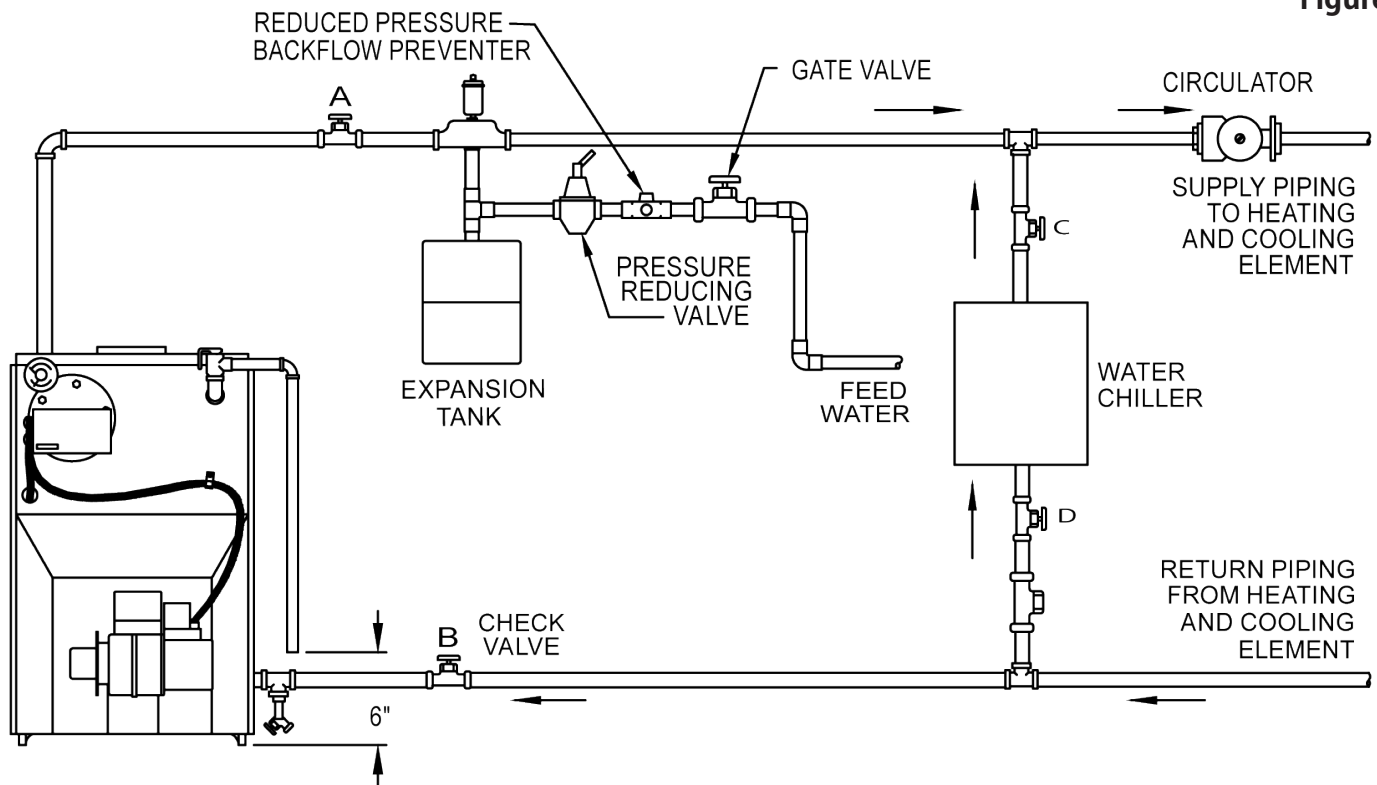 Figure
REDUCED PRESSURE
BACKFLOW PREVENTER
GATE VALVE
CIRCULATOR
A
SUPPLY PIPING
TO HEATING
AND COOLING
ELEMENT
C
PRESSURE
REDUCING
VALVE
EXPANSION
TANK
FEED
WATER
WATER
CHILLER
D
RETURN PIPING
FROM HEATING
AND COOLING
ELEMENT
CHECK
VALVE
B
6"